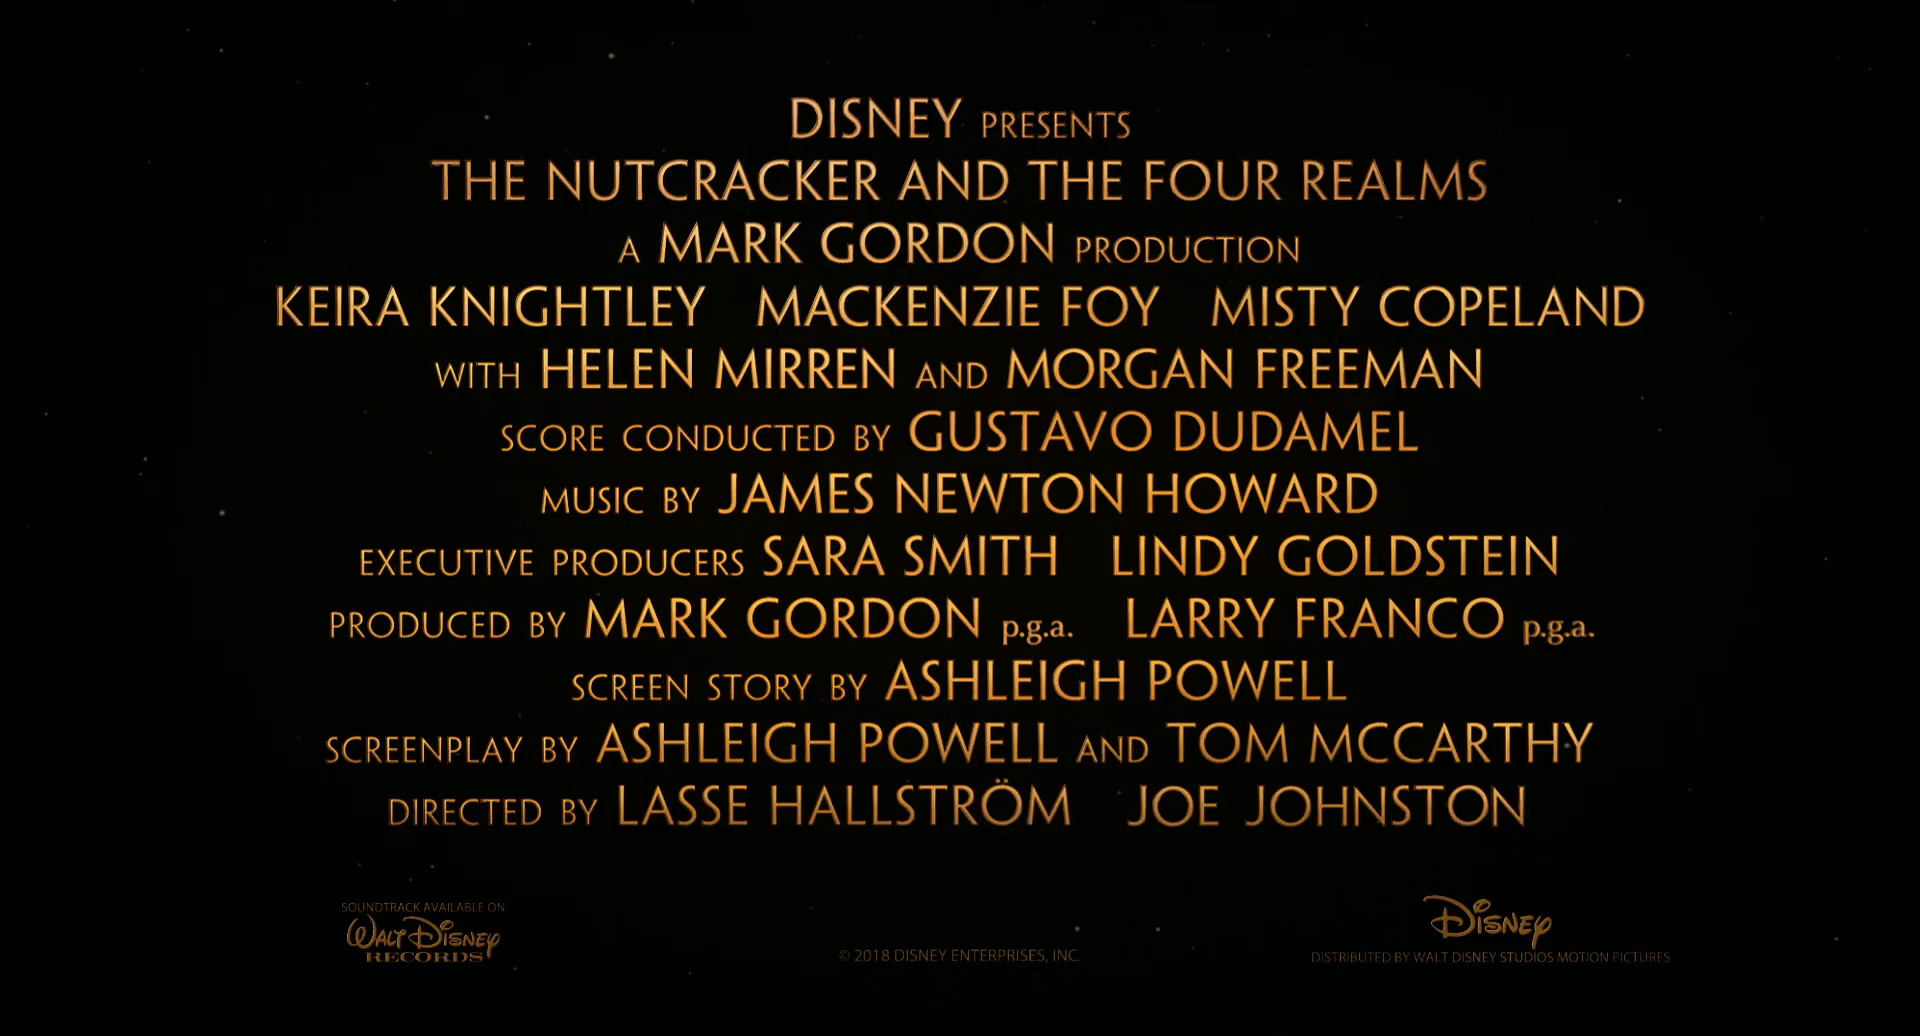 DISNEY PRESENTS
THE NUTCRACKER AND THE FOUR REALMS
A MARK GORDON PRODUCTION
KEIRA KNIGHTLEY MACKENZIE FOY MISTY COPELAND
WITH HELEN MIRREN AND MORGAN FREEMAN
SCORE CONDUCTED BY GUSTAVO DUDAMEL
MUSIC BY JAMES NEWTON HOWARD
EXECUTIVE PRODUCERS SARA SMITH LINDY GOLDSTEIN
PRODUCED BY MARK GORDON p.g.a. LARRY FRANCO p.g.a.
SCREEN STORY BY ASHLEIGH POWELL
SCREENPLAY BY ASHLEIGH POWELL AND TOM MCCARTHY
DIRECTED BY LASSE HALLSTRÖM JOE JOHNSTON
SOUNDTRACK AVAILABLE ON
WALT DISNEY
RECORDS
© 2018 DISNEY ENTERPRISES, INC.
DISNEY
DISTRIBUTED BY WALT DISNEY STUDIOS MOTION PICTURES